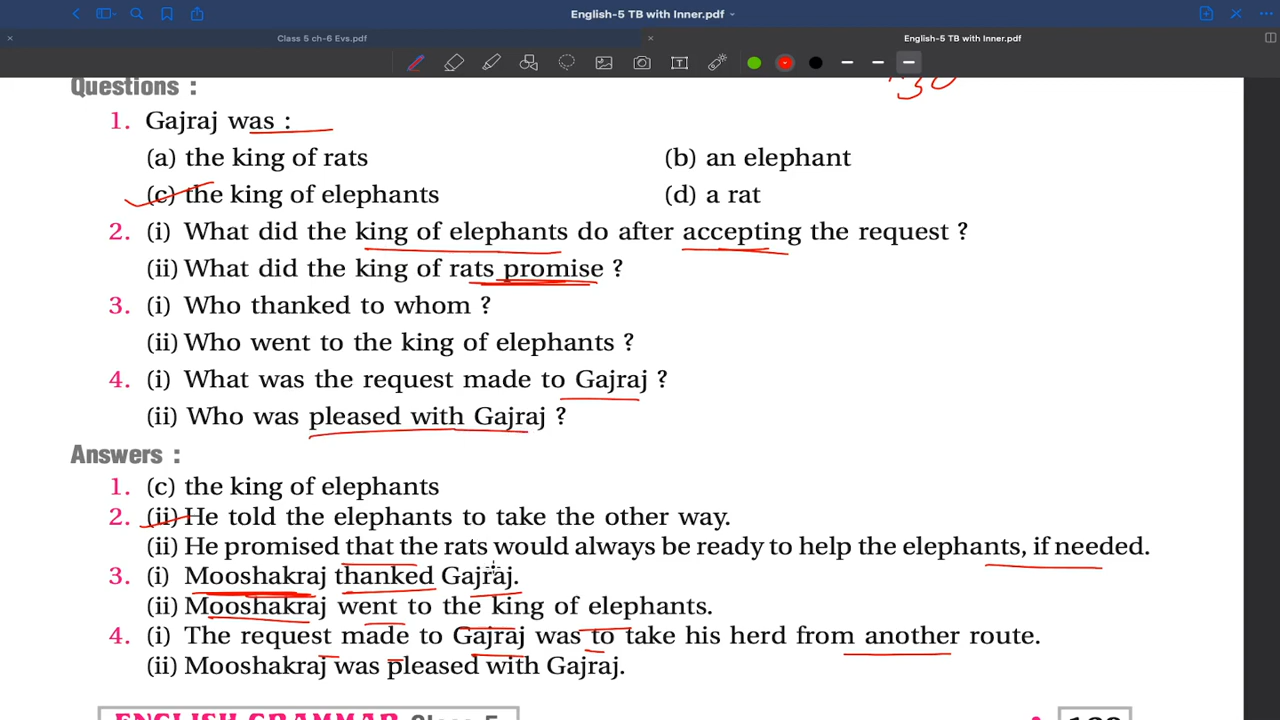 English-5 TB with Inner.pdf
Class 5 ch-6 Evs.pdf
English-5 TB with Inner.pdf
30
Questions :
1. Gajraj was :
(a) the king of rats (b) an elephant
(c) the king of elephants (d) a rat
2. (i) What did the king of elephants do after accepting the request ?
(ii) What did the king of rats promise ?
3. (i) Who thanked to whom ?
(ii) Who went to the king of elephants ?
4. (i) What was the request made to Gajraj ?
(ii) Who was pleased with Gajraj ?
Answers :
1. (c) the king of elephants
2. (ii) He told the elephants to take the other way.
(ii) He promised that the rats would always be ready to help the elephants, if needed.
3. (i) Mooshakraj thanked Gajraj.
(ii) Mooshakraj went to the king of elephants.
4. (i) The request made to Gajraj was to take his herd from another route.
(ii) Mooshakraj was pleased with Gajraj.
ENGLISH GRAMMAR Class-5